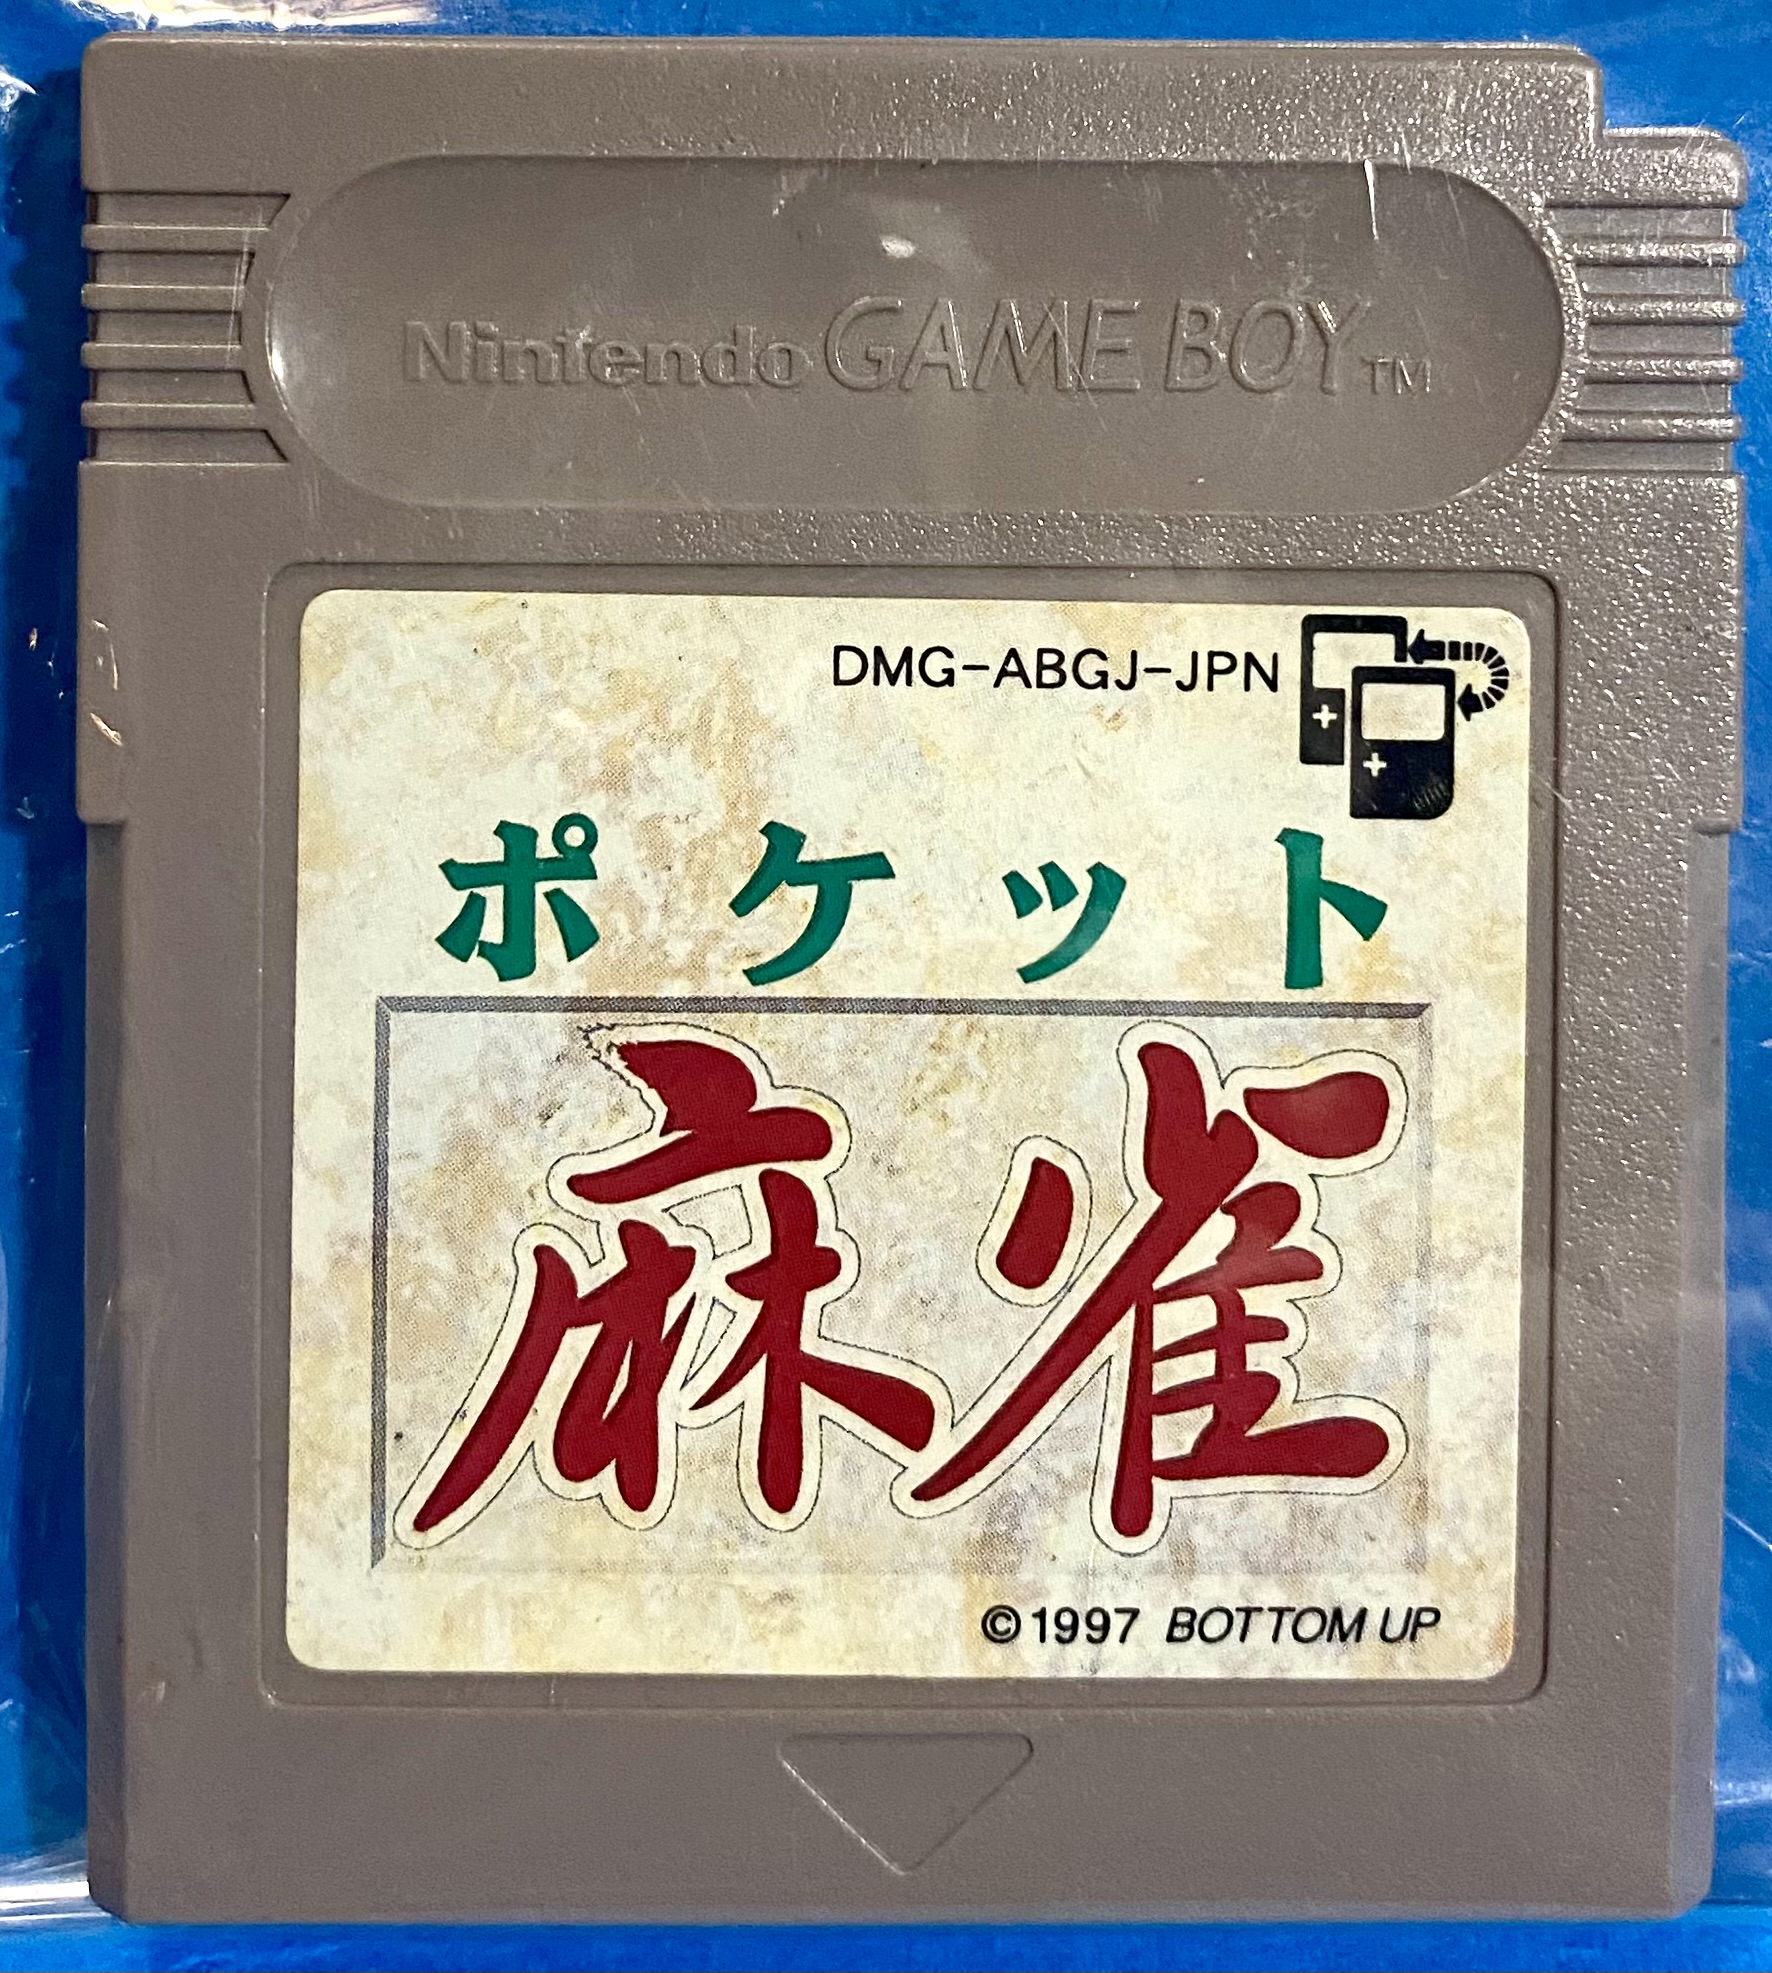 Nintendo GAME BOY™
DMG-ABGJ-JPN
ポケット
麻雀
©1997 BOTTOM UP